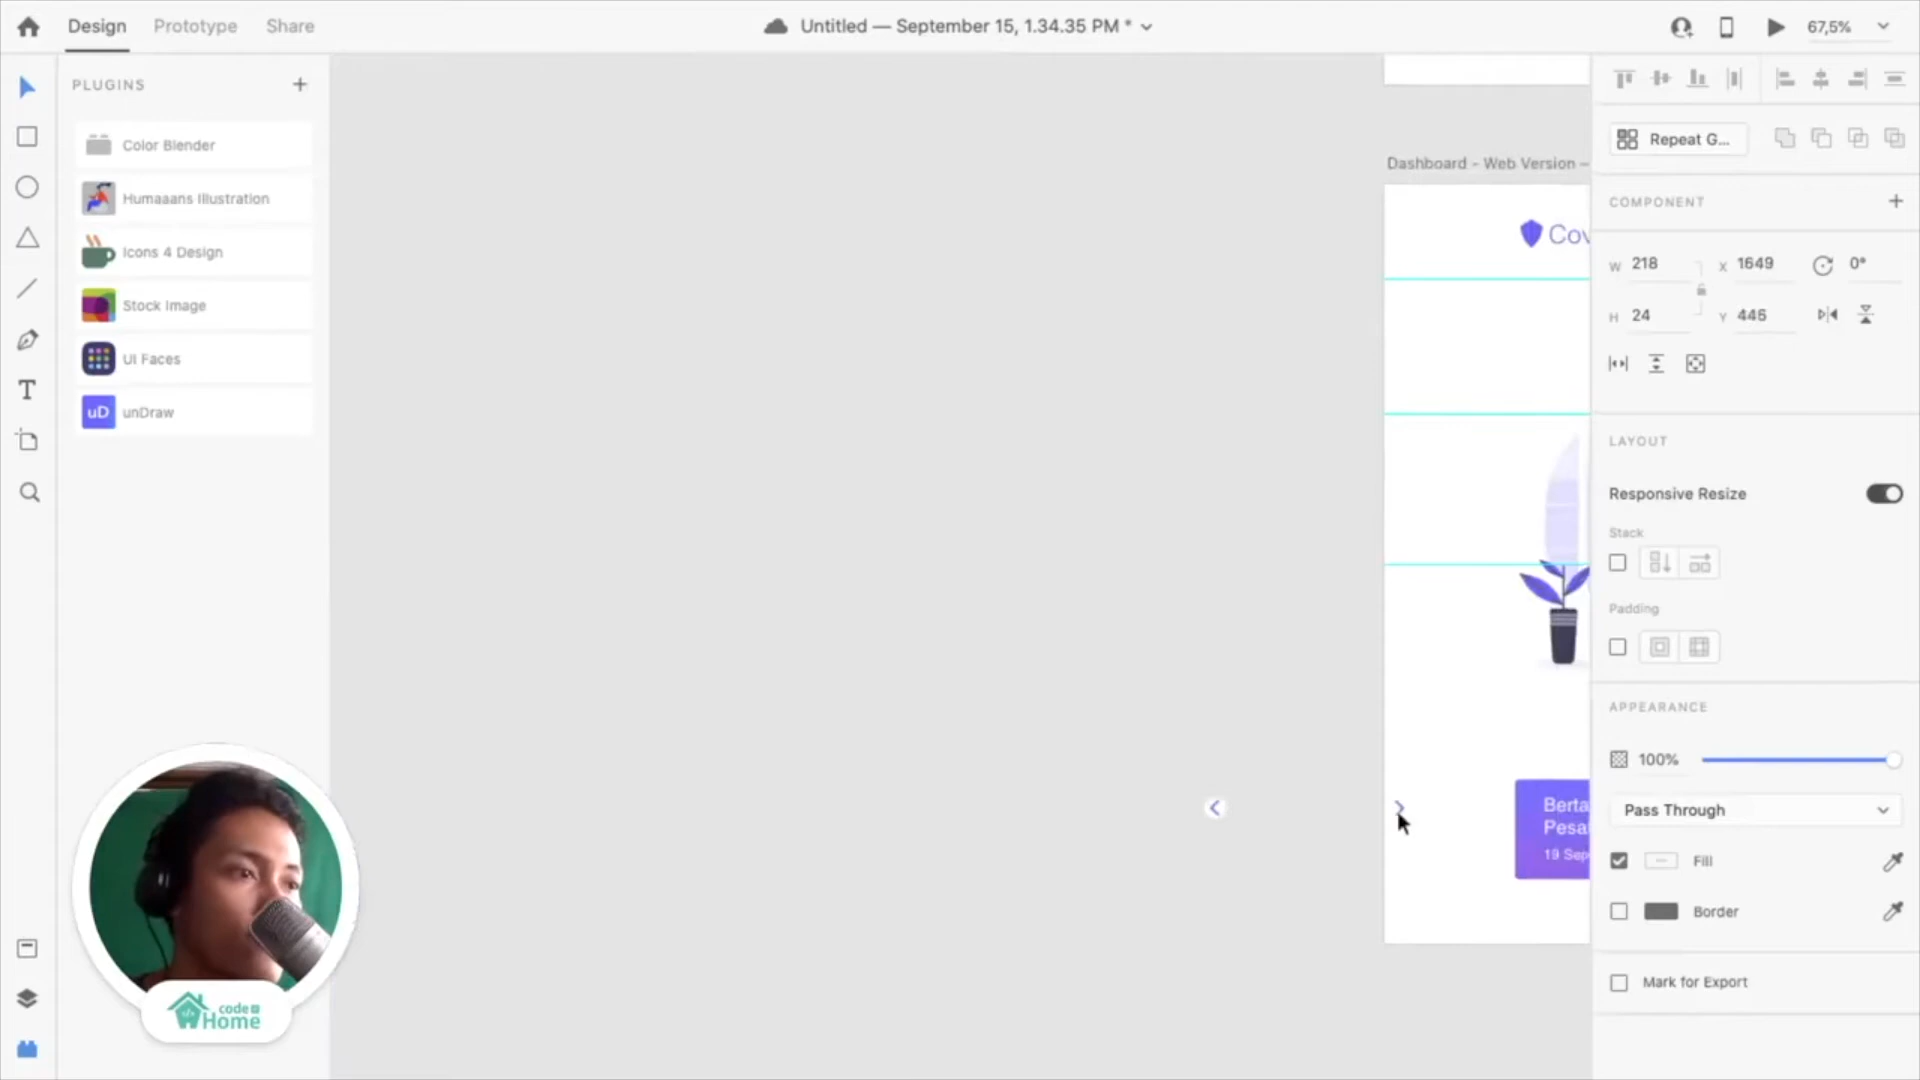 Design Prototype Share
Untitled — September 15, 1.34.35 PM *
67,5%
PLUGINS
Color Blender
Humaaans Illustration
Icons 4 Design
Stock Image
UI Faces
uD unDraw
Dashboard - Web Version —
Cov
Berta
Pesa
19 Sep
code
Home
Repeat G...
COMPONENT
W 218 X 1649 0°
H 24 Y 446
LAYOUT
Responsive Resize
Stack
Padding
APPEARANCE
100%
Pass Through
Fill
Border
Mark for Export